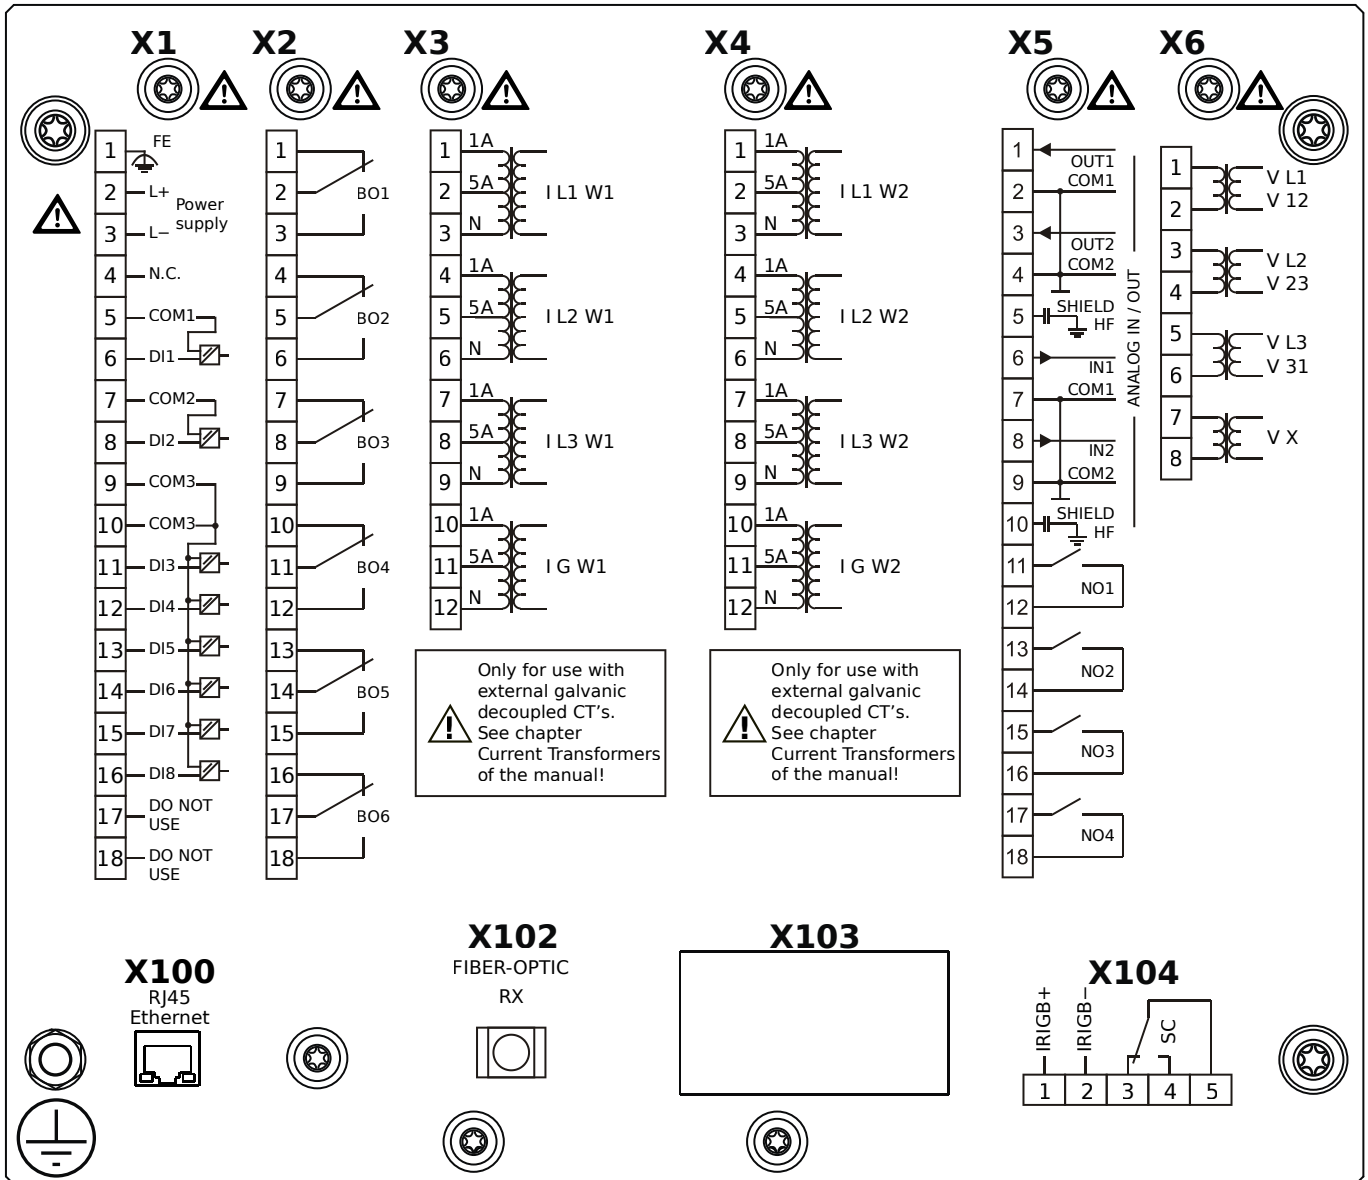 X1 X2 X3 X4 X5 X6
1 FE
2 L+
3 L−
Power
supply
4 N.C.
5 COM1
6 DI1
7 COM2
8 DI2
9 COM3
10 COM3
11 DI3
12 DI4
13 DI5
14 DI6
15 DI7
16 DI8
17 DO NOT
USE
18 DO NOT
USE
1
2 BO1
3
4
5 BO2
6
7
8 BO3
9
10
11 BO4
12
13
14 BO5
15
16
17 BO6
18
1 1A
2 5A I L1 W1
3 N
4 1A
5 5A I L2 W1
6 N
7 1A
8 5A I L3 W1
9 N
10 1A
11 5A I G W1
12 N
Only for use with
external galvanic
decoupled CT's.
See chapter
Current Transformers
of the manual!
1 1A
2 5A I L1 W2
3 N
4 1A
5 5A I L2 W2
6 N
7 1A
8 5A I L3 W2
9 N
10 1A
11 5A I G W2
12 N
Only for use with
external galvanic
decoupled CT's.
See chapter
Current Transformers
of the manual!
1 OUT1
2 COM1
3 OUT2
4 COM2
5 SHIELD
HF
6 IN1
7 COM1
8 IN2
9 COM2
10 SHIELD
HF
ANALOG IN / OUT
11
NO1
12
13
NO2
14
15
NO3
16
17
NO4
18
1 V L1
2 V 12
3 V L2
4 V 23
5 V L3
6 V 31
7 V X
8
X100
RJ45
Ethernet
X102
FIBER-OPTIC
RX
X103
X104
IRIGB+
IRIGB−
SC
1 2 3 4 5